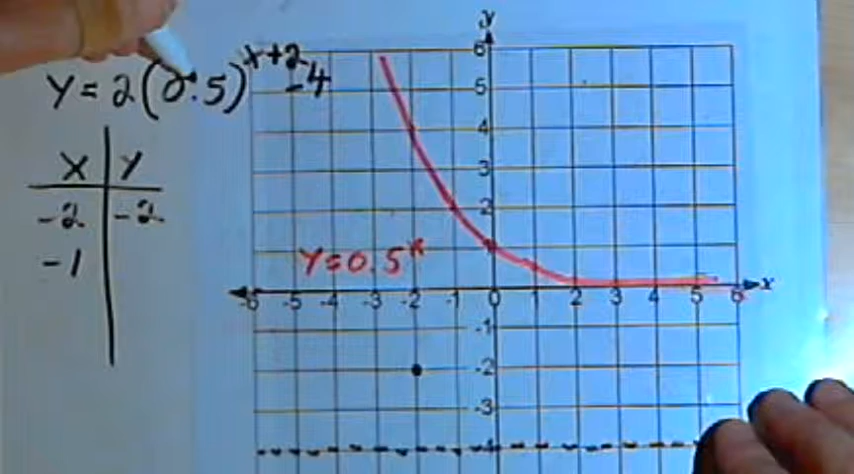 y
Y = 2(0.5)^(x+2) - 4
X Y
-2 -2
-1
Y=0.5^x
6
5
4
3
2
-6 -5 -4 -3 -2 -1 0 1 2 3 4 5 6 x
-1
-2
-3